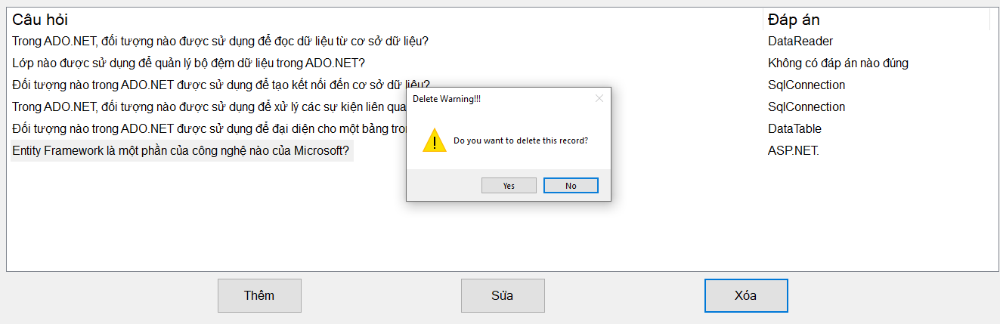 Câu hỏi Đáp án
Trong ADO.NET, đối tượng nào được sử dụng để đọc dữ liệu từ cơ sở dữ liệu? DataReader
Lớp nào được sử dụng để quản lý bộ đệm dữ liệu trong ADO.NET? Không có đáp án nào đúng
Đối tượng nào trong ADO.NET được sử dụng để tạo kết nối đến cơ sở dữ liệu? SqlConnection
Trong ADO.NET, đối tượng nào được sử dụng để xử lý các sự kiện liên SqlConnection
Đối tượng nào trong ADO.NET được sử dụng để đại diện cho một bảng DataTable
Entity Framework là một phần của công nghệ nào của Microsoft? ASP.NET.
Delete Warning!!!
Do you want to delete this record?
Yes No
Thêm Sửa Xóa